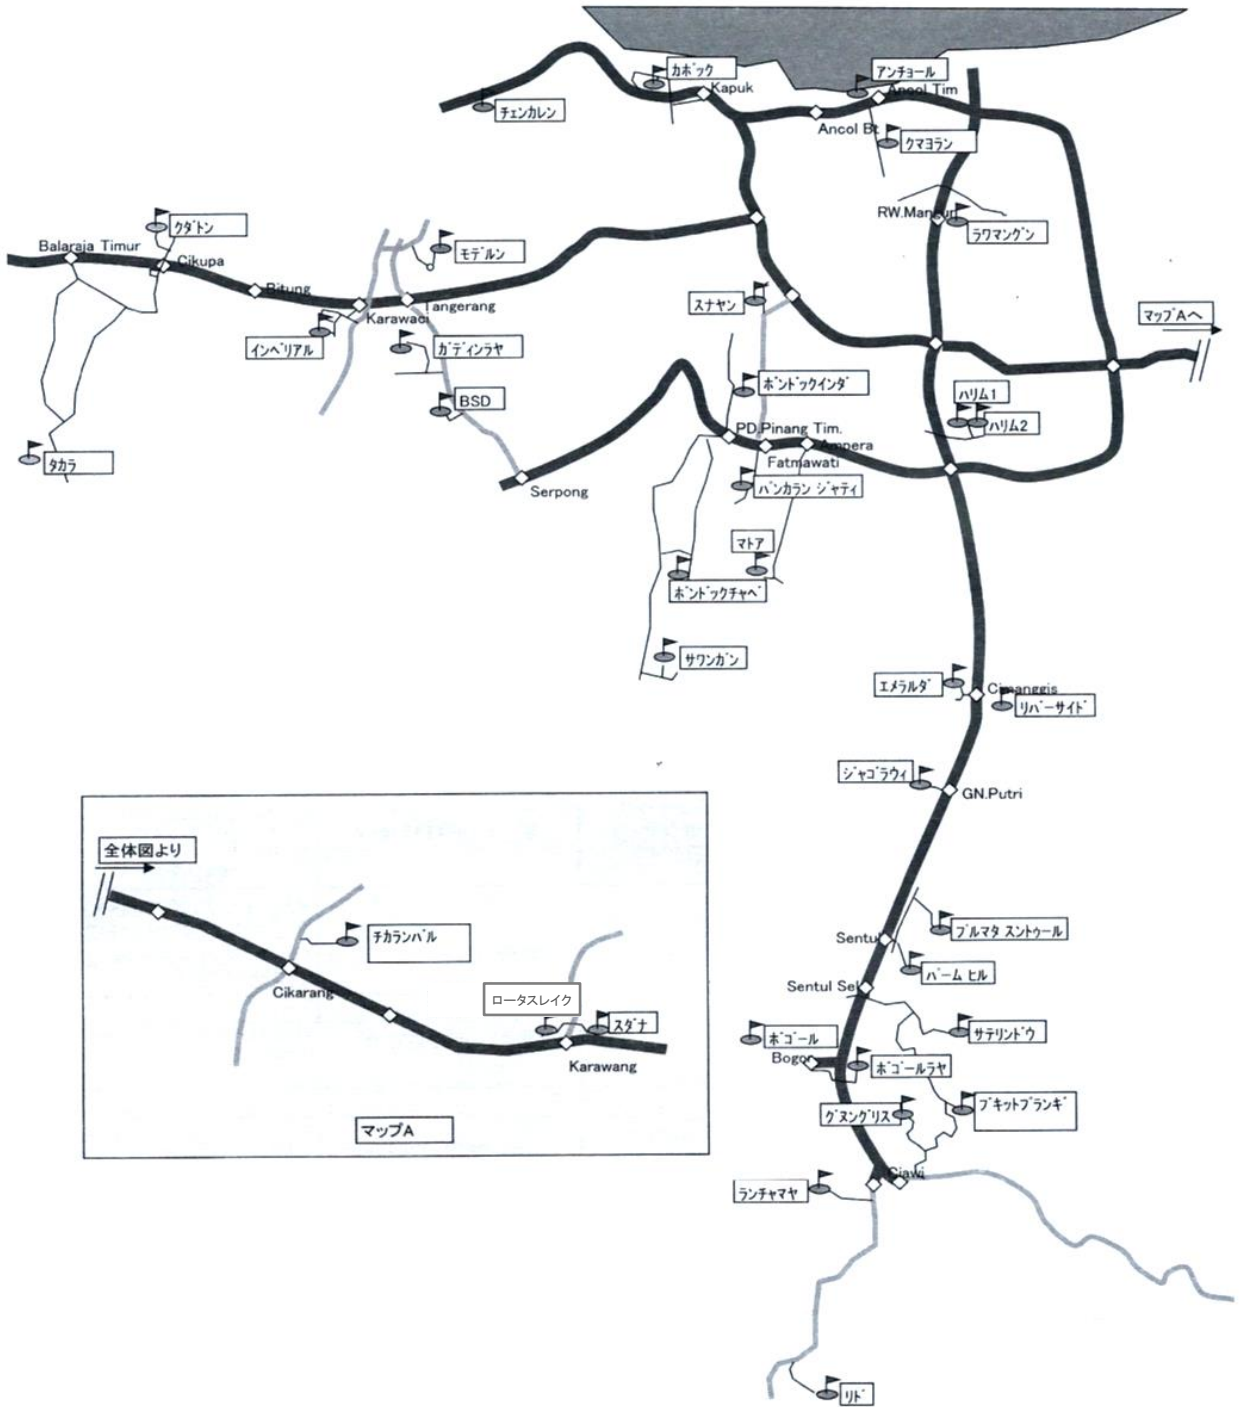 ｶﾎﾟｯｸ
ｱﾝﾁｮｰﾙ
Kapuk
Ancol Tim
ﾁｪﾝｶﾚﾝ
Ancol Bt
ｸﾏﾖﾗﾝ
RW.Mangun
ﾗﾜﾏﾝｸﾞﾝ
ｸﾀﾞﾄﾝ
Balaraja Timur
Cikupa
ﾓﾃﾞﾙﾝ
Bitung
Tangerang
Karawaci
ｽﾅﾔﾝ
マップAへ
ｲﾝﾍﾟﾘｱﾙ
ｶﾞﾃﾞｨﾝﾗﾔ
ﾎﾟﾝﾄﾞｯｸｲﾝﾀﾞ
BSD
ﾊﾘﾑ1
ﾊﾘﾑ2
PD.Pinang Tim.
Ampera
Fatmawati
ﾀｶﾗ
Serpong
ﾊﾟﾝｶﾗﾝ ｼﾞｬﾃｨ
ﾏﾄｱ
ﾎﾟﾝﾄﾞｯｸﾁｬﾍﾞ
ｻﾜﾝｶﾞﾝ
ｴﾒﾗﾙﾀﾞ
Cimanggis
ﾘﾊﾞｰｻｲﾄﾞ
ｼﾞｬｺﾞﾗｳｨ
GN.Putri
全体図より
ﾁｶﾗﾝﾊﾞﾙ
Cikarang
ロータスレイク
ｽﾀﾞﾅ
Karawang
マップA
ﾌﾟﾙﾏﾀ ｽﾝﾄｩｰﾙ
Sentul
ﾊﾟｰﾑ ﾋﾙ
Sentul Sel
ｻﾃﾘﾝﾄﾞｳ
ﾎﾞｺﾞｰﾙ
Bogor
ﾎﾞｺﾞｰﾙﾗﾔ
ｸﾞﾇﾝｸﾞﾘｽ
ﾌﾞｷｯﾄﾌﾟﾗﾝｷﾞ
Ciawi
ﾗﾝﾁｬﾏﾔ
ﾘﾄﾞ